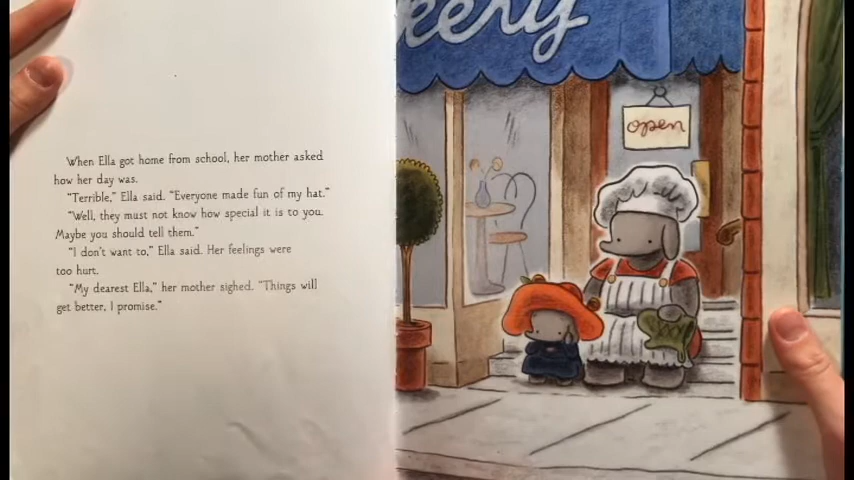 When Ella got home from school, her mother asked
how her day was.
"Terrible," Ella said. "Everyone made fun of my hat."
"Well, they must not know how special it is to you.
Maybe you should tell them."
"I don't want to," Ella said. Her feelings were
too hurt.
"My dearest Ella," her mother sighed. "Things will
get better, I promise."
eery
open